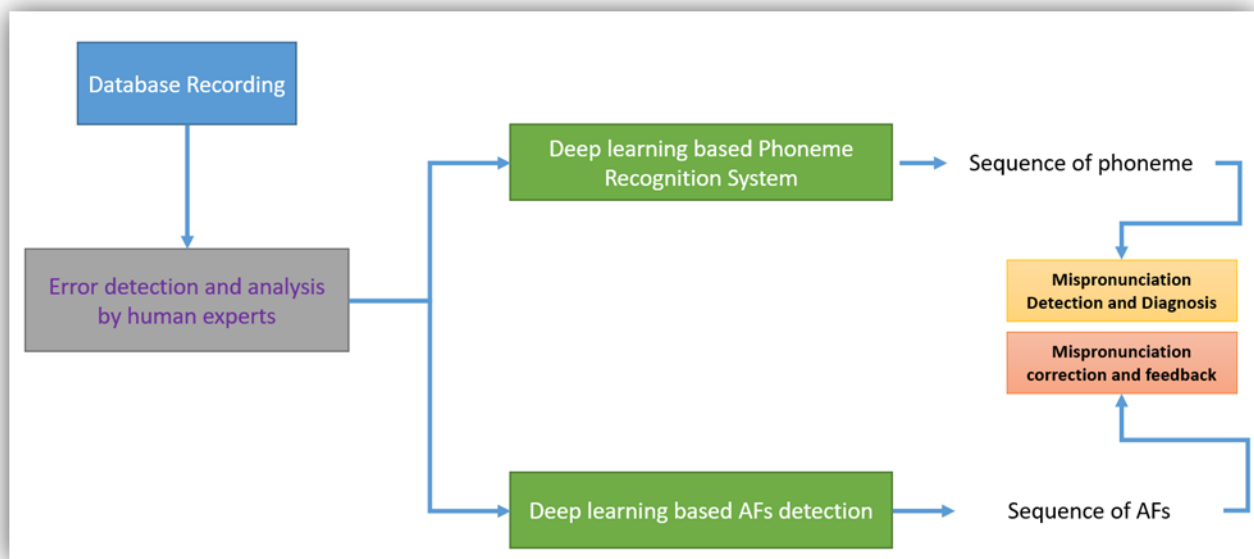 Database Recording
Error detection and analysis
by human experts
Deep learning based Phoneme
Recognition System
Sequence of phoneme
Mispronunciation
Detection and Diagnosis
Mispronunciation
correction and feedback
Deep learning based AFs detection
Sequence of AFs